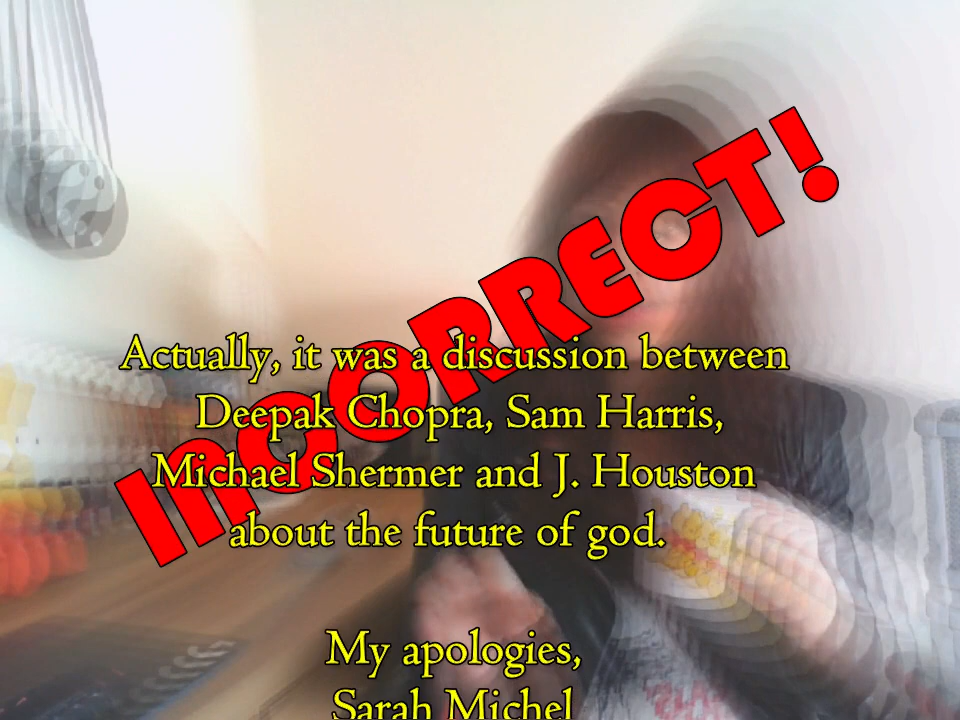 INCORRECT!
Actually, it was a discussion between
Deepak Chopra, Sam Harris,
Michael Shermer and J. Houston
about the future of god.
My apologies,
Sarah Michel